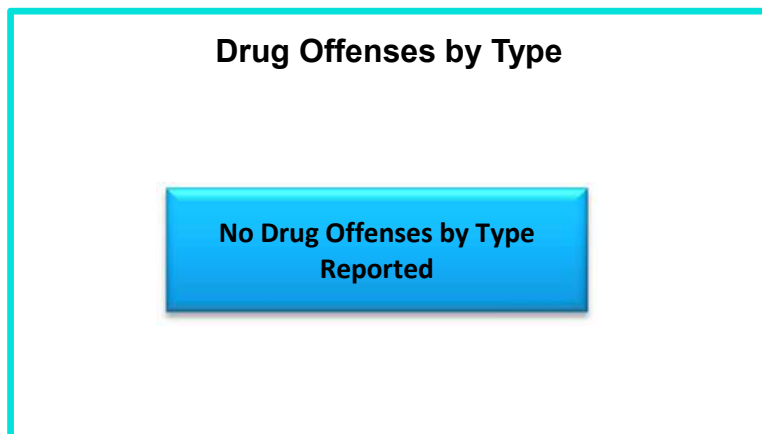 Drug Offenses by Type
No Drug Offenses by Type
Reported